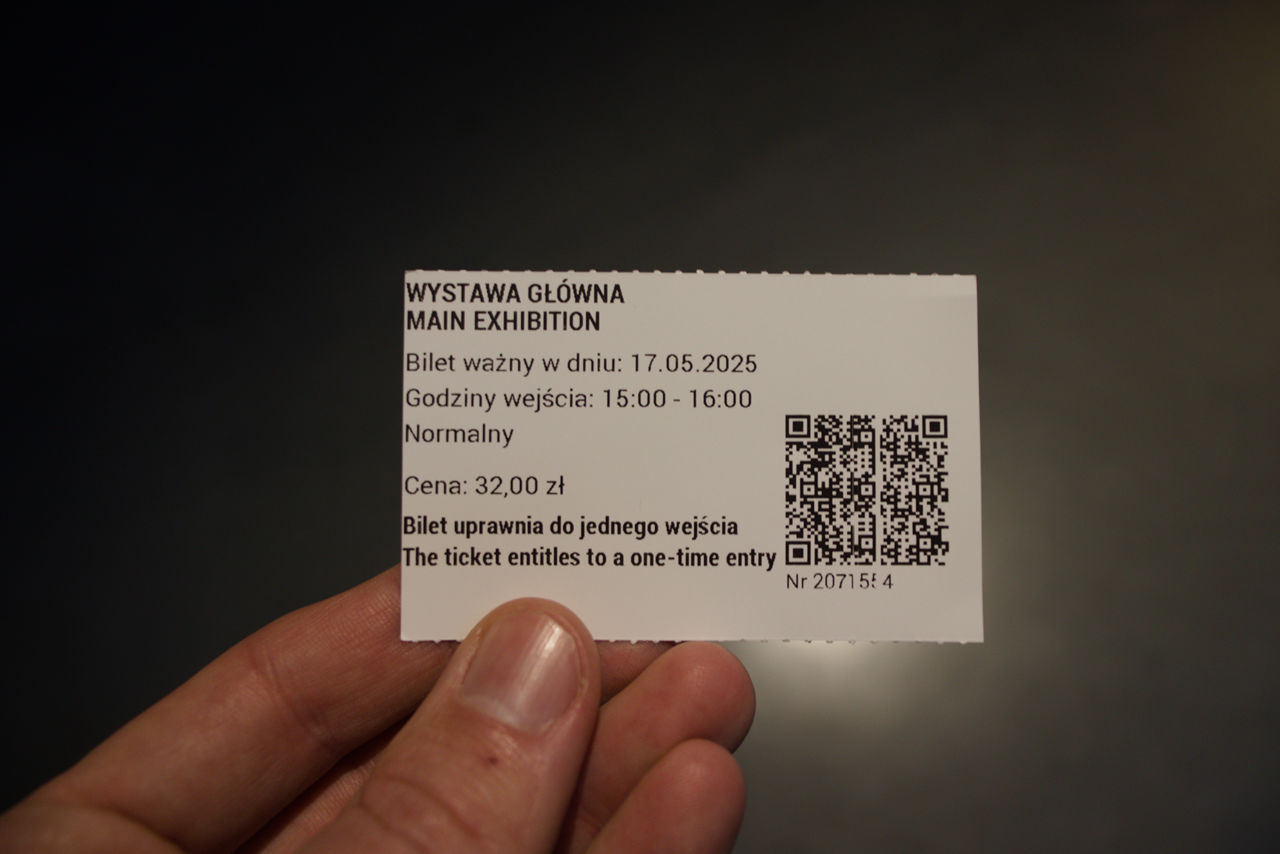 WYSTAWA GŁÓWNA
MAIN EXHIBITION
Bilet ważny w dniu: 17.05.2025
Godziny wejścia: 15:00 - 16:00
Normalny
Cena: 32,00 zł
Bilet uprawnia do jednego wejścia
The ticket entitles to a one-time entry
Nr